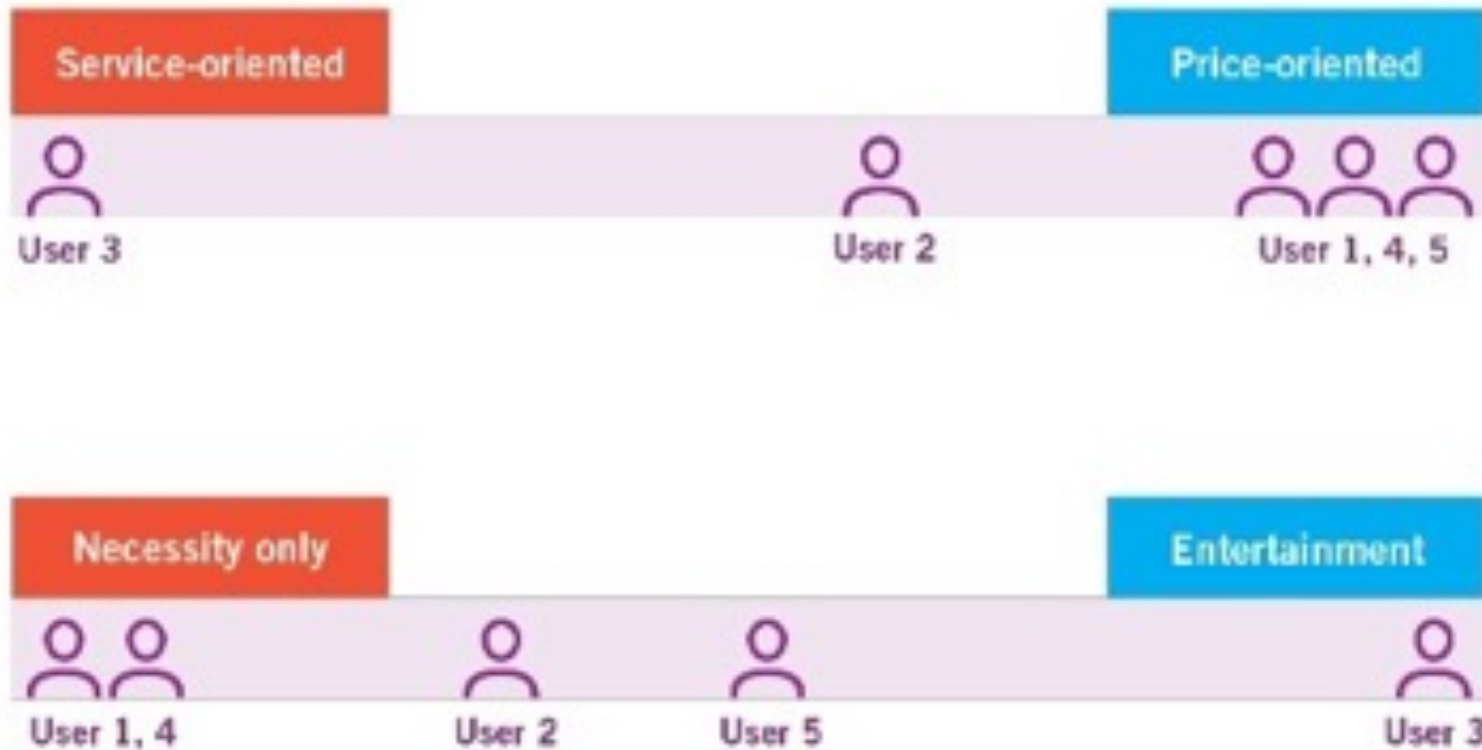 Service-oriented
Price-oriented
User 3
User 2
User 1, 4, 5
Necessity only
Entertainment
User 1, 4
User 2
User 5
User 3